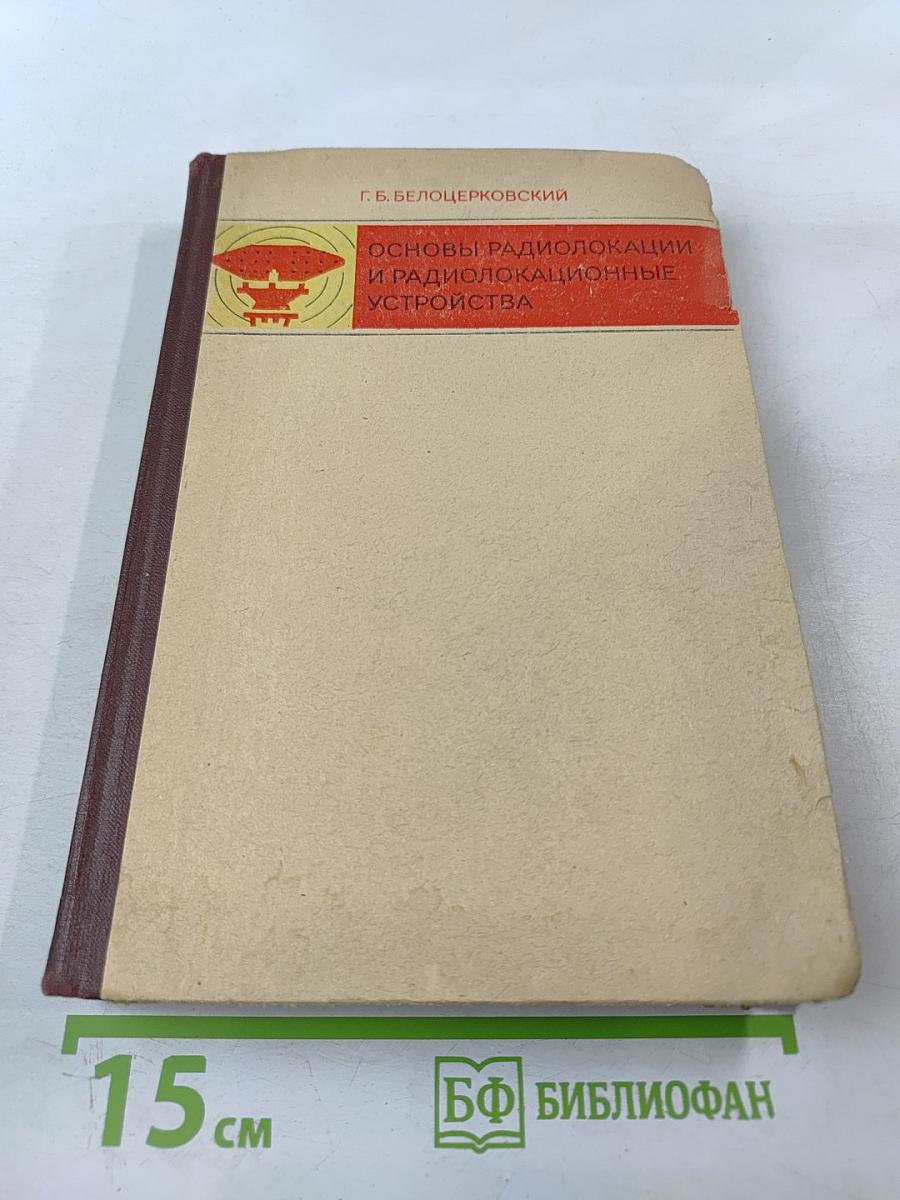 Г. Б. БЕЛОЦЕРКОВСКИЙ
ОСНОВЫ РАДИОЛОКАЦИИ
И РАДИОЛОКАЦИОННЫЕ
УСТРОЙСТВА
15 см
БФ БИБЛИОФАН